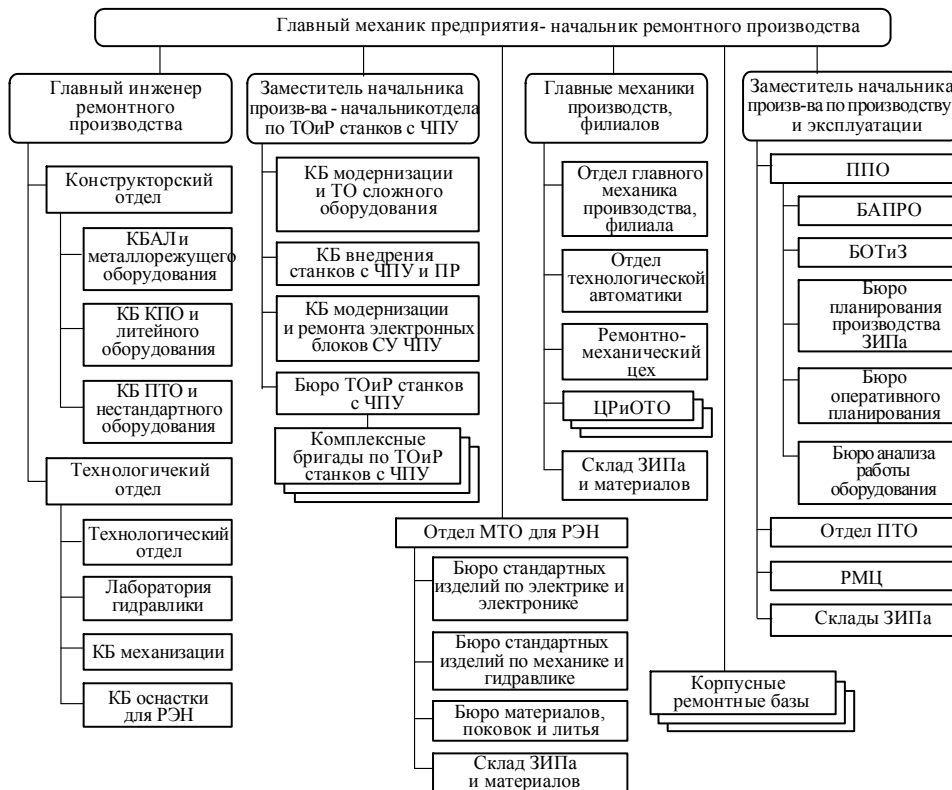 Главный механик предприятия- начальник ремонтного производства
Главный инженер
ремонтного
производства
Конструкторский
отдел
КБАЛ и
металлорежущего
оборудования
КБ КПО и
литейного
оборудования
КБ ПТО и
нестандартного
оборудования
Технологичекий
отдел
Технологический
отдел
Лаборатория
гидравлики
КБ механизации
КБ оснастки
для РЭН
Заместитель начальника
произв-ва - начальникотдела
по ТОиР станков с ЧПУ
КБ модернизации
и ТО сложного
оборудования
КБ внедрения
станков с ЧПУ и ПР
КБ модернизации
и ремонта электронных
блоков СУ ЧПУ
Бюро ТОиР станков
с ЧПУ
Комплексные
бригады по ТОиР
станков с ЧПУ
Главные механики
производств,
филиалов
Отдел главного
механика
проивзодства,
филиала
Отдел
технологической
автоматики
Ремонтно-
механический
цех
ЦРиОТО
Склад ЗИПа
и материалов
Отдел МТО для РЭН
Бюро стандартных
изделий по электрике и
электронике
Бюро стандартных
изделий по механике и
гидравлике
Бюро материалов,
поковок и литья
Склад ЗИПа
и материалов
Корпусные
ремонтные базы
Заместитель начальника
произв-ва по производству
и эксплуатации
ППО
БАПРО
БОТиЗ
Бюро
планирования
производства
ЗИПа
Бюро
оперативного
планирования
Бюро анализа
работы
оборудования
Отдел ПТО
РМЦ
Склады ЗИПа